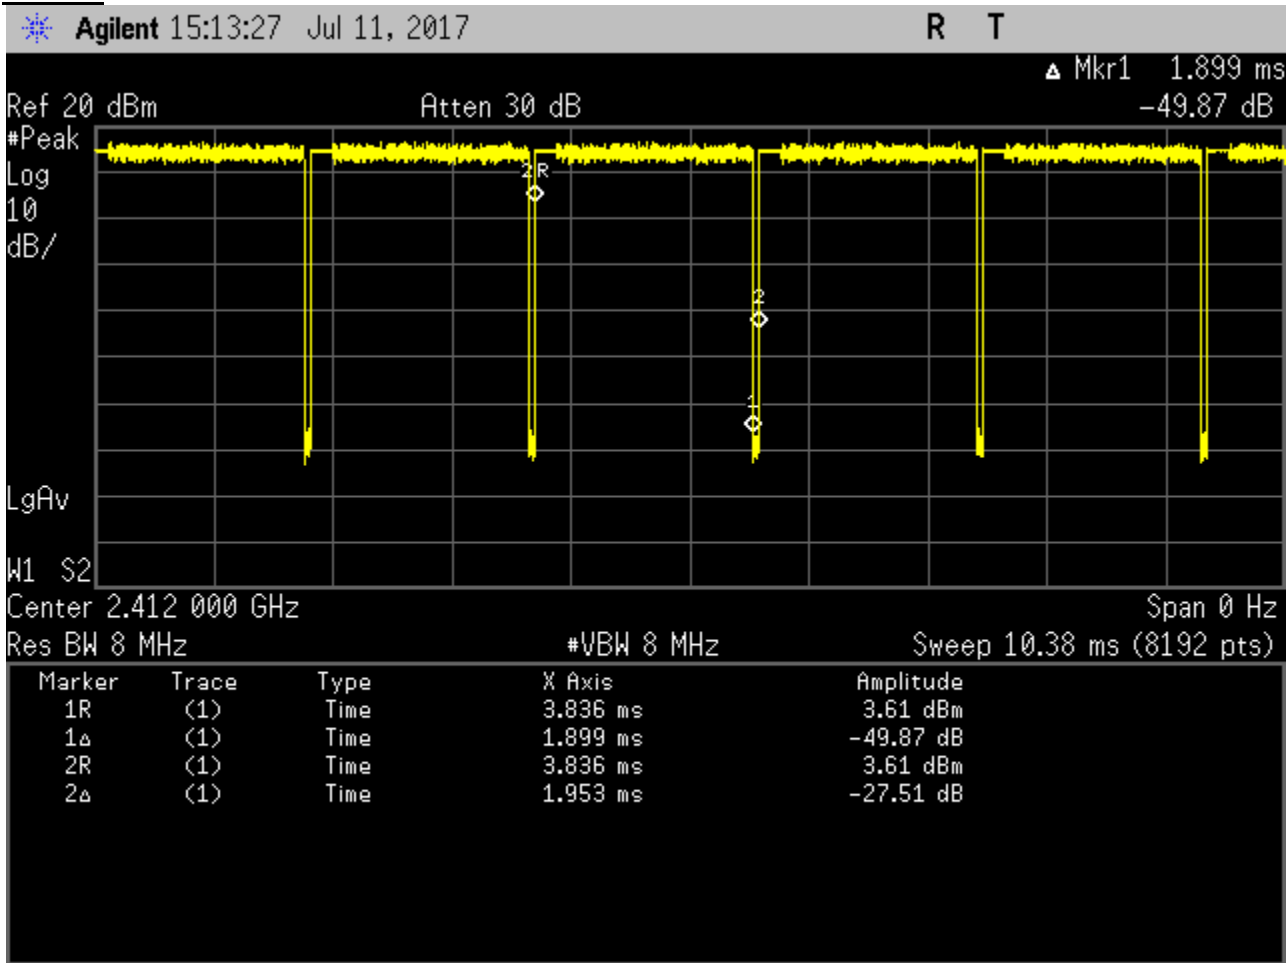 Agilent 15:13:27 Jul 11, 2017 R T
Δ Mkr1 1.899 ms
Ref 20 dBm Atten 30 dB -49.87 dB
#Peak
Log
10
dB/
2R
2
1
LgAv
W1 S2
Center 2.412 000 GHz Span 0 Hz
Res BW 8 MHz #VBW 8 MHz Sweep 10.38 ms (8192 pts)
Marker Trace Type X Axis Amplitude
1R (1) Time 3.836 ms 3.61 dBm
1Δ (1) Time 1.899 ms -49.87 dB
2R (1) Time 3.836 ms 3.61 dBm
2Δ (1) Time 1.953 ms -27.51 dB